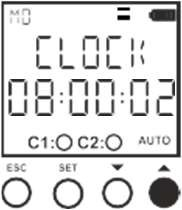 MO
CLOCK
08:00:02
C1: C2: AUTO
ESC SET